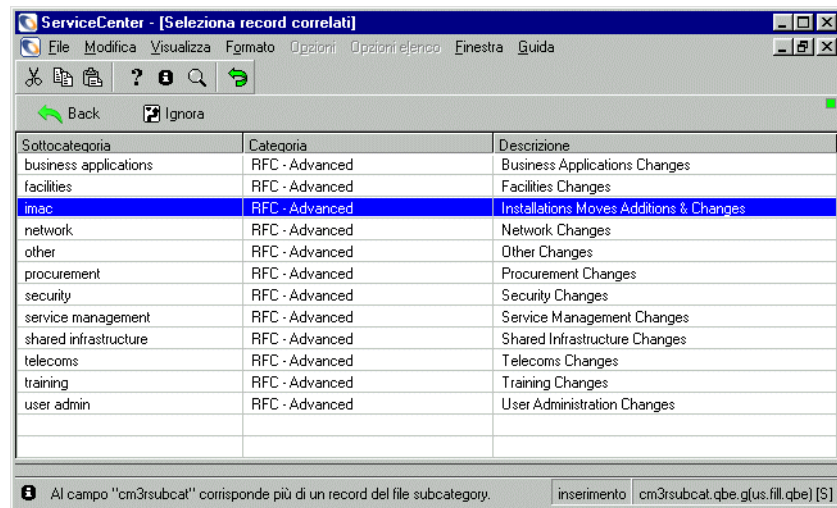 ServiceCenter - [Seleziona record correlati]
File Modifica Visualizza Formato Opzioni Opzioni elenco Finestra Guida
Back Ignora
Sottocategoria Categoria Descrizione
business applications RFC - Advanced Business Applications Changes
facilities RFC - Advanced Facilities Changes
imac RFC - Advanced Installations Moves Additions & Changes
network RFC - Advanced Network Changes
other RFC - Advanced Other Changes
procurement RFC - Advanced Procurement Changes
security RFC - Advanced Security Changes
service management RFC - Advanced Service Management Changes
shared infrastructure RFC - Advanced Shared Infrastructure Changes
telecoms RFC - Advanced Telecoms Changes
training RFC - Advanced Training Changes
user admin RFC - Advanced User Administration Changes
Al campo "cm3rsubcat" corrisponde più di un record del file subcategory. inserimento cm3rsubcat.qbe.g(us.fill.qbe) [S]